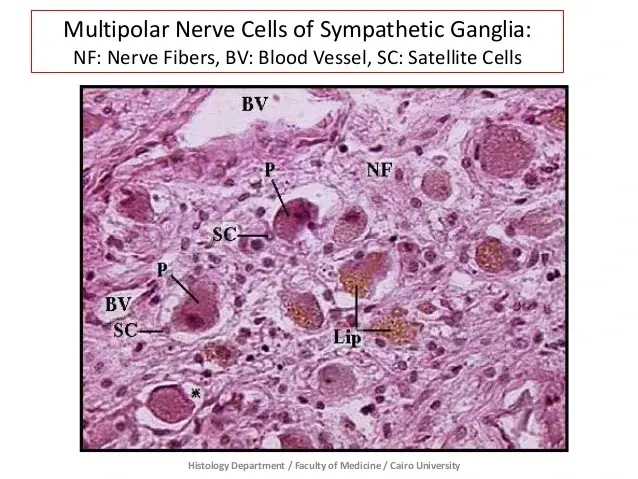 Multipolar Nerve Cells of Sympathetic Ganglia:
NF: Nerve Fibers, BV: Blood Vessel, SC: Satellite Cells
BV
P
NF
SC
P
BV
SC
Lip
*
Histology Department / Faculty of Medicine / Cairo University